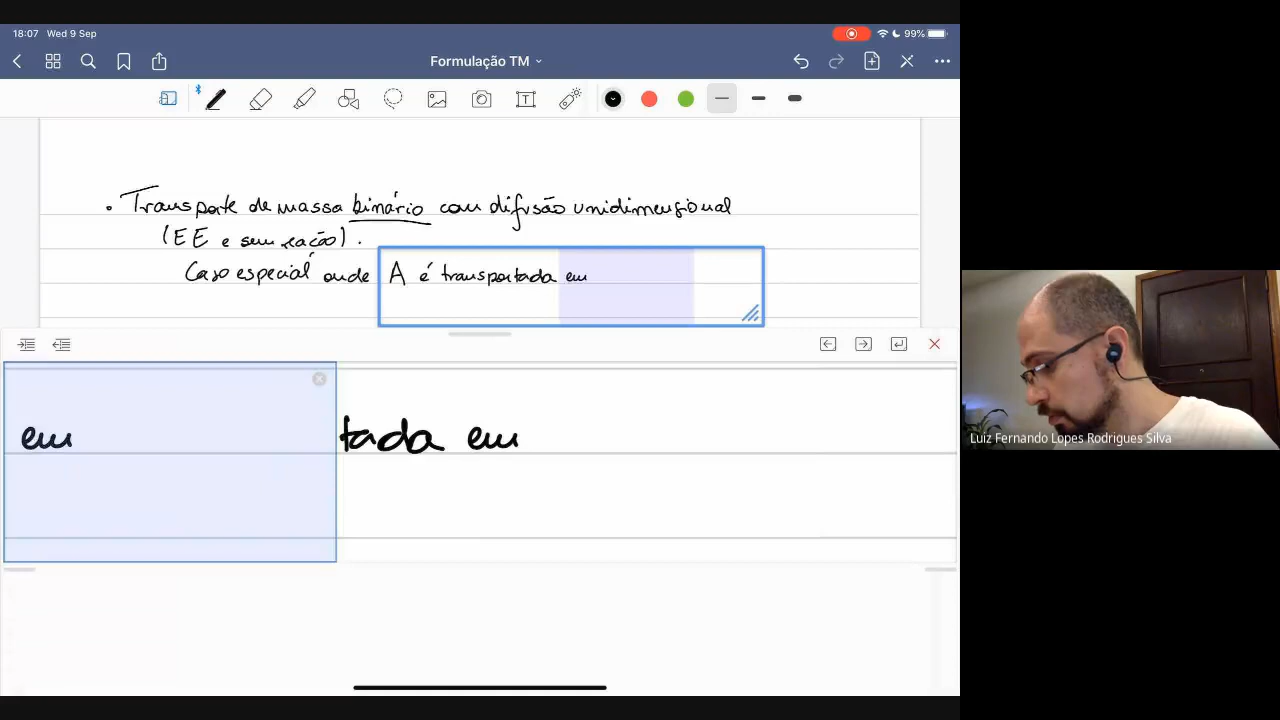 18:07 Wed 9 Sep
99%
Formulação TM
. Transporte de massa binário com difusão unidimensional
(EE e sem reação).
Caso especial onde A é transportada em
em tada em
Luiz Fernando Lopes Rodrigues Silva